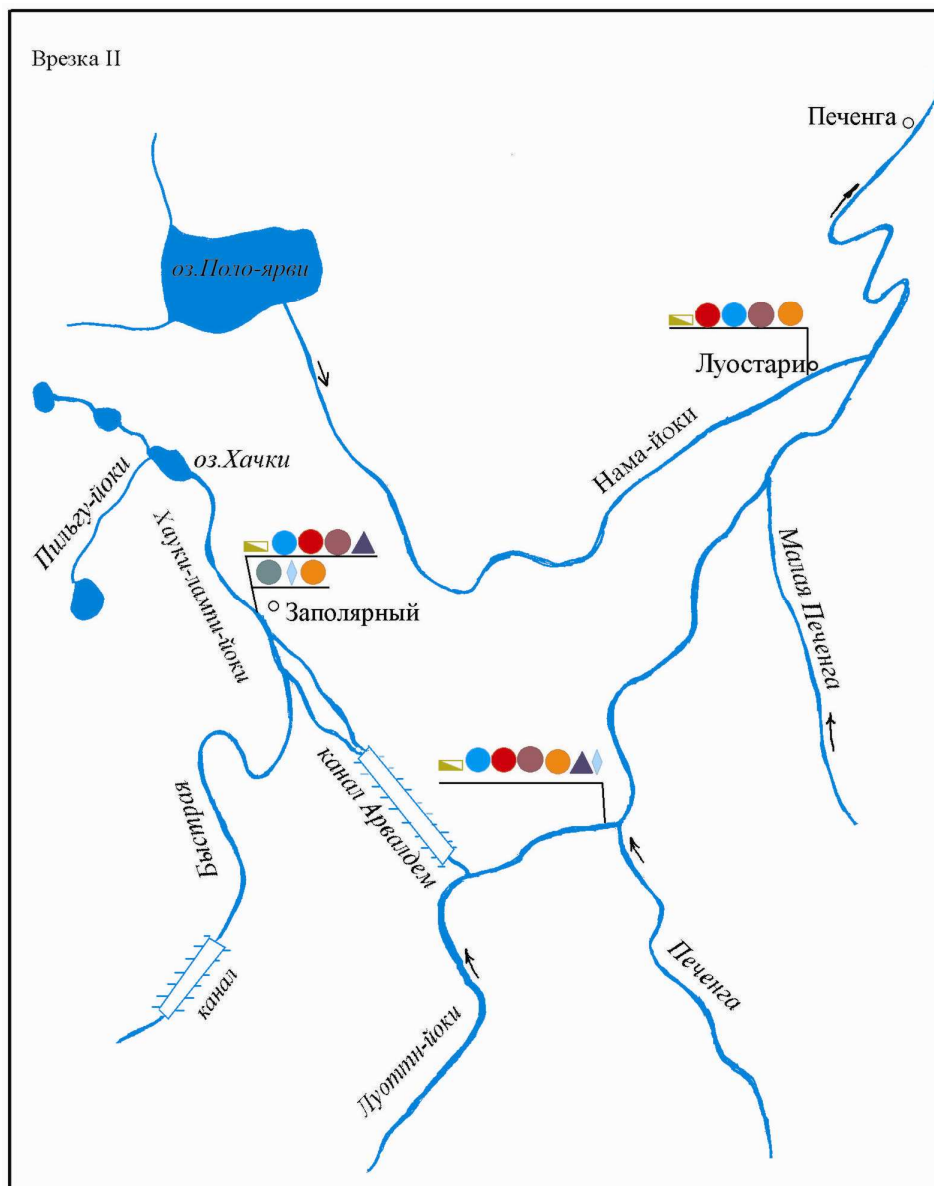 Врезка II
Печенга
оз.Поло-ярви
Луостари
Нама-йоки
оз.Хачки
Пильгу-йоки
Хауки-лампи-йоки
Заполярный
Малая Печенга
канал Арвалдем
Быстрая
канал
Луоттн-йоки
Печенга